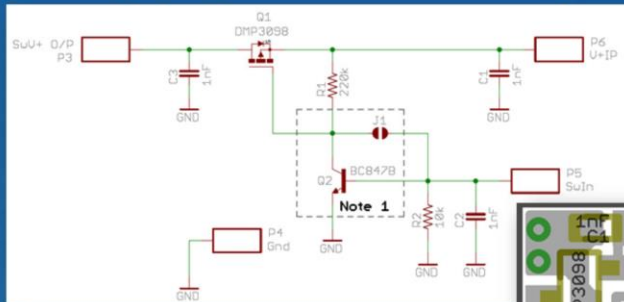 Q1
DMP3098
SwV+ O/P
P3
P6
V+IP
C3
1nF
R1
220k
C1
1nF
GND
GND
J1
Q2
BC847B
P5
SwIn
Note 1
R2
10k
C2
1nF
P4
Gnd
GND
GND
GND
GND
1nF
C1
P3098